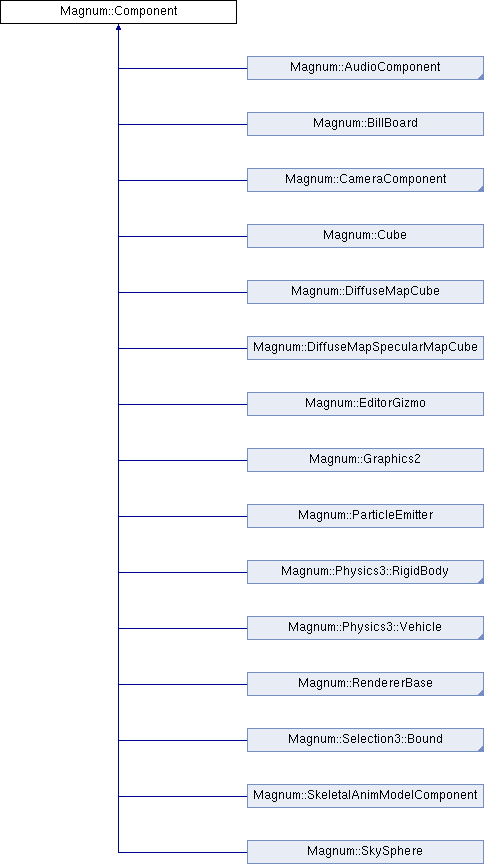 Magnum::Component
Magnum::AudioComponent
Magnum::BillBoard
Magnum::CameraComponent
Magnum::Cube
Magnum::DiffuseMapCube
Magnum::DiffuseMapSpecularMapCube
Magnum::EditorGizmo
Magnum::Graphics2
Magnum::ParticleEmitter
Magnum::Physics3::RigidBody
Magnum::Physics3::Vehicle
Magnum::RendererBase
Magnum::Selection3::Bound
Magnum::SkeletalAnimModelComponent
Magnum::SkySphere